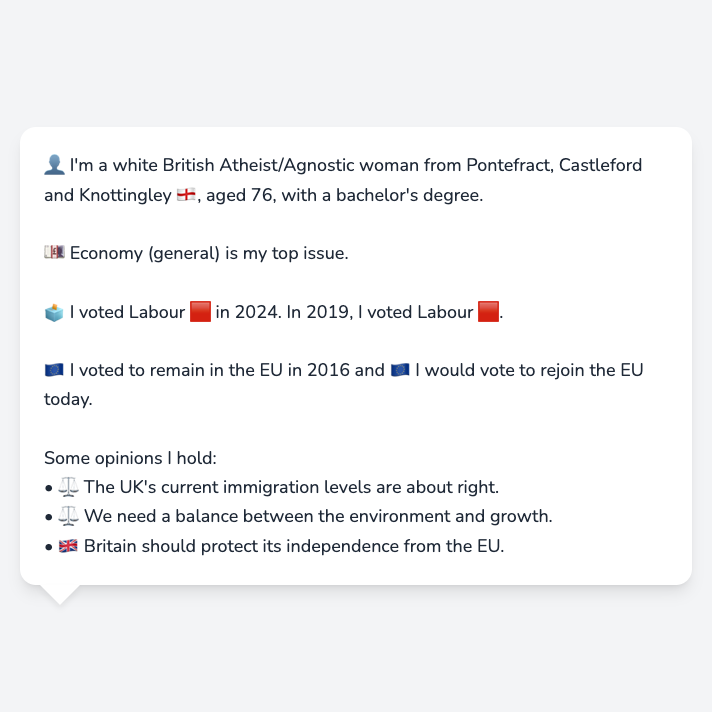 👤 I'm a white British Atheist/Agnostic woman from Pontefract, Castleford
and Knottingley 🏴󠁧󠁢󠁥󠁮󠁧󠁿, aged 76, with a bachelor's degree.
💷 Economy (general) is my top issue.
🗳️ I voted Labour 🟥 in 2024. In 2019, I voted Labour 🟥.
🇪🇺 I voted to remain in the EU in 2016 and 🇪🇺 I would vote to rejoin the EU
today.
Some opinions I hold:
• ⚖️ The UK's current immigration levels are about right.
• ⚖️ We need a balance between the environment and growth.
• 🇬🇧 Britain should protect its independence from the EU.